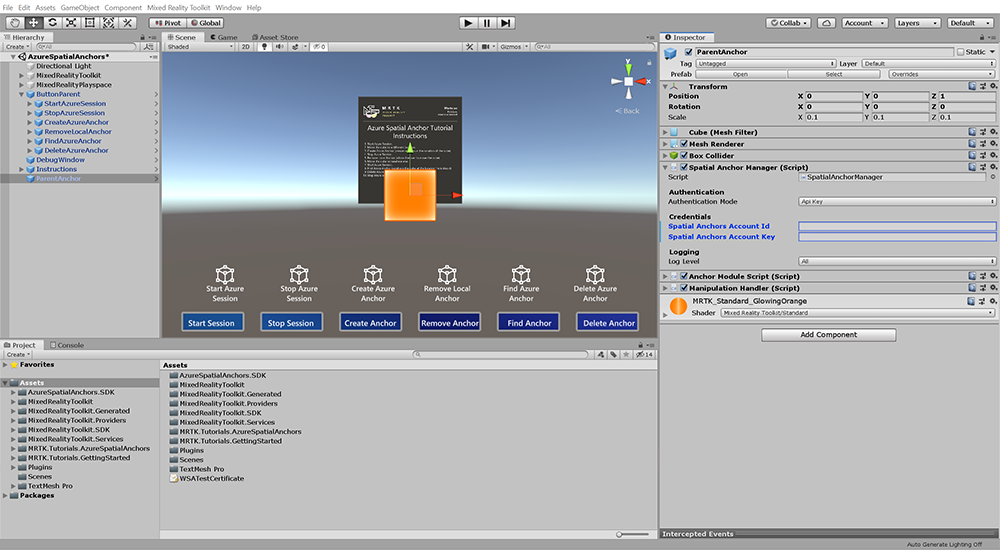 File Edit Assets GameObject Component Mixed Reality Toolkit Window Help
Pivot Global
Collab Account Layers Default
Hierarchy
Create All
AzureSpatialAnchors*
Directional Light
MixedRealityToolkit
MixedRealityPlayspace
ButtonParent
StartAzureSession
StopAzureSession
CreateAzureAnchor
RemoveLocalAnchor
FindAzureAnchor
DeleteAzureAnchor
DebugWindow
Instructions
ParentAnchor
Scene Game Asset Store
Shaded 2D 0 Gizmos All
y
x
Back
MRTK
Azure Spatial Anchor Tutorial
Instructions
Start Azure
Session
Stop Azure
Session
Create Azure
Anchor
Remove Local
Anchor
Find Azure
Anchor
Delete Azure
Anchor
Start Session
Stop Session
Create Anchor
Remove Anchor
Find Anchor
Delete Anchor
Inspector
ParentAnchor Static
Tag Untagged Layer Default
Prefab Open Select Overrides
Transform
Position X 0 Y 0 Z 1
Rotation X 0 Y 0 Z 0
Scale X 0.1 Y 0.1 Z 0.1
Cube (Mesh Filter)
Mesh Renderer
Box Collider
Spatial Anchor Manager (Script)
Script SpatialAnchorManager
Authentication
Authentication Mode Api Key
Credentials
Spatial Anchors Account Id
Spatial Anchors Account Key
Logging
Log Level All
Anchor Module Script (Script)
Manipulation Handler (Script)
MRTK_Standard_GlowingOrange
Shader Mixed Reality Toolkit/Standard
Add Component
Project Console
Create 14
Favorites
Assets
AzureSpatialAnchors.SDK
MixedRealityToolkit
MixedRealityToolkit.Generated
MixedRealityToolkit.Providers
MixedRealityToolkit.SDK
MixedRealityToolkit.Services
MRTK.Tutorials.AzureSpatialAnchors
MRTK.Tutorials.GettingStarted
Plugins
Scenes
TextMesh Pro
Packages
Assets
AzureSpatialAnchors.SDK
MixedRealityToolkit
MixedRealityToolkit.Generated
MixedRealityToolkit.Providers
MixedRealityToolkit.SDK
MixedRealityToolkit.Services
MRTK.Tutorials.AzureSpatialAnchors
MRTK.Tutorials.GettingStarted
Plugins
Scenes
TextMesh Pro
WSATestCertificate
Intercepted Events
Auto Generate Lighting Off